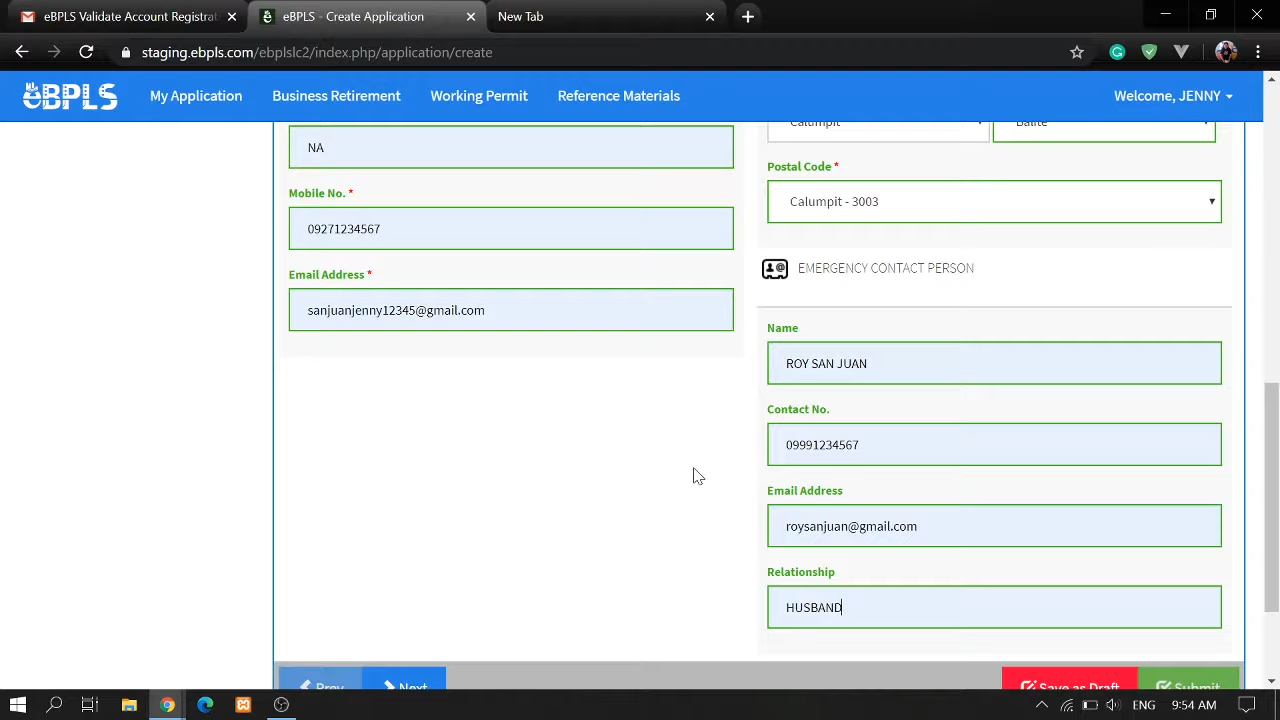 eBPLS Validate Account Registrat
eBPLS - Create Application
New Tab
staging.ebpls.com/ebplslc2/index.php/application/create
eBPLS
My Application
Business Retirement
Working Permit
Reference Materials
Welcome, JENNY
NA
Mobile No. *
09271234567
Email Address *
sanjuanjenny12345@gmail.com
Calumpit
Balite
Postal Code *
Calumpit - 3003
EMERGENCY CONTACT PERSON
Name
ROY SAN JUAN
Contact No.
09991234567
Email Address
roysanjuan@gmail.com
Relationship
HUSBAND
Prev
Next
Save as Draft
Submit
ENG
9:54 AM